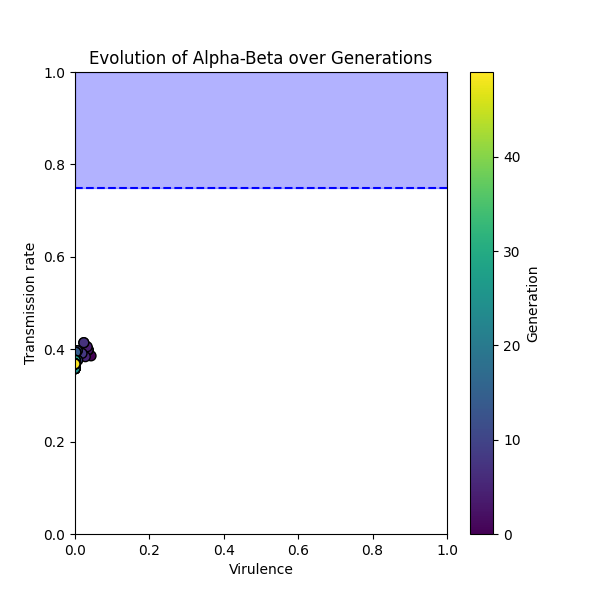 Evolution of Alpha-Beta over Generations
1.0
0.8
0.6
0.4
0.2
0.0
Transmission rate
0.0 0.2 0.4 0.6 0.8 1.0
Virulence
40
30
20
10
0
Generation